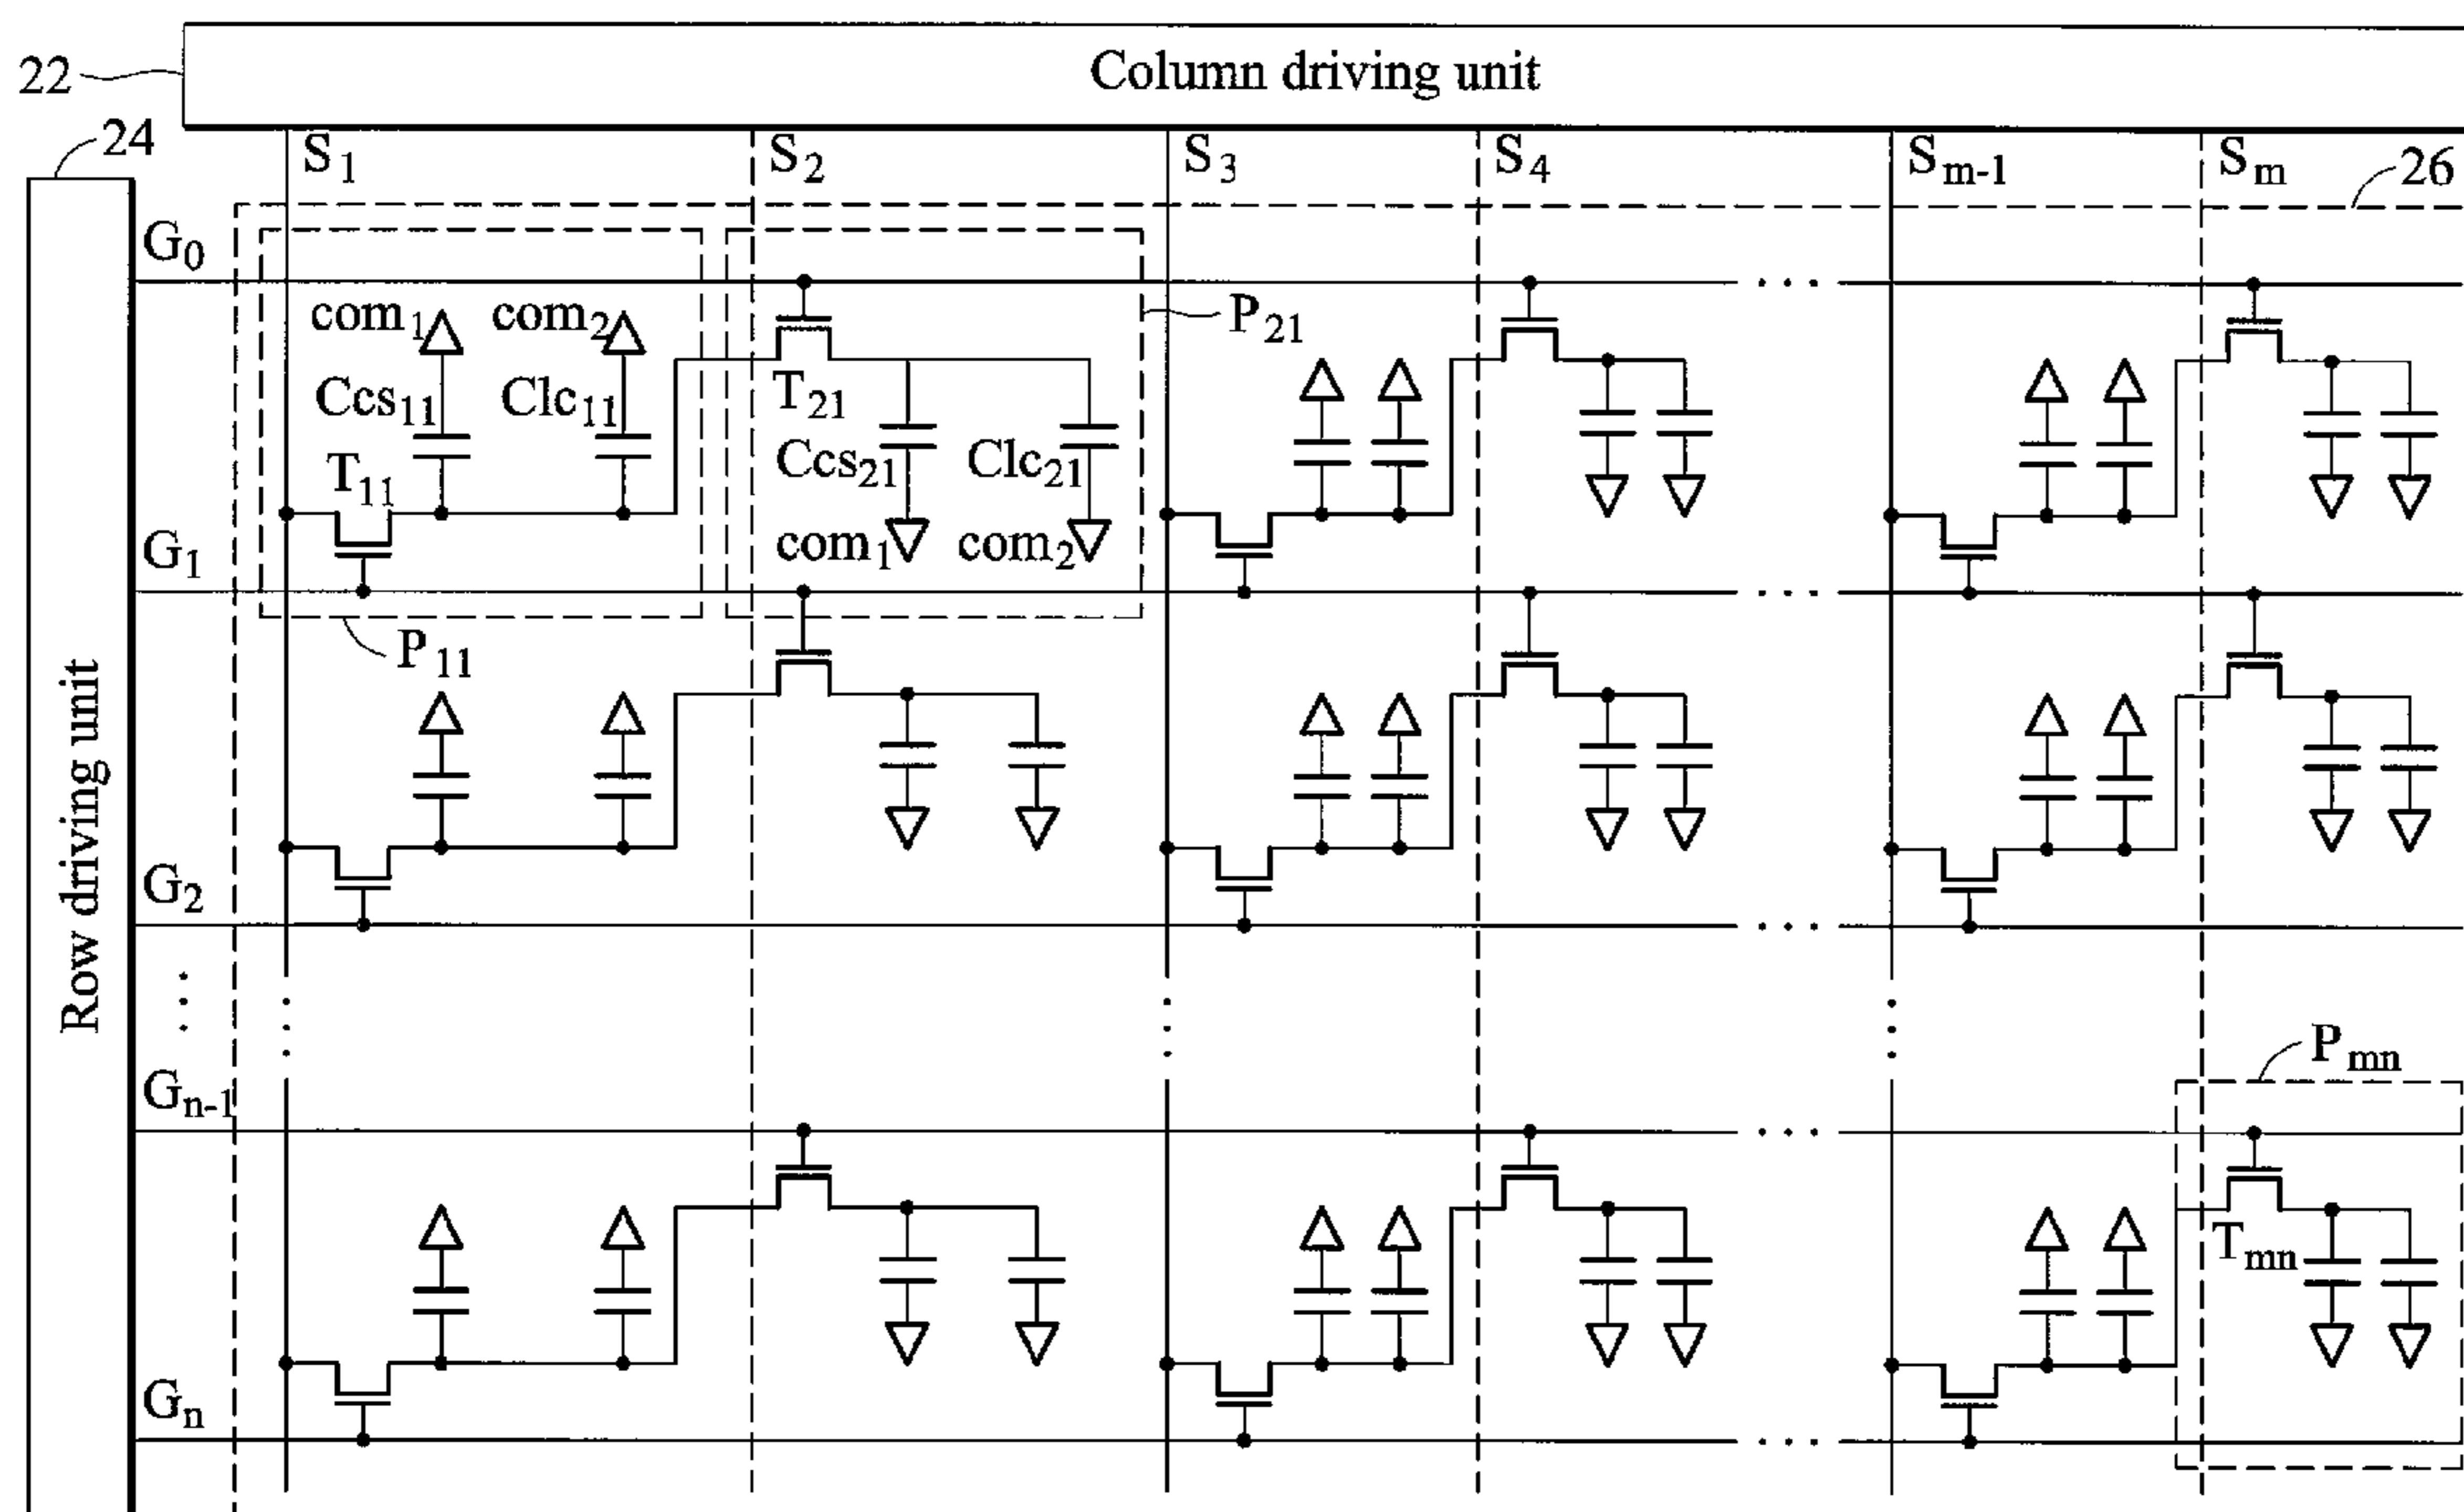 Column driving unit
22
24
S1 S2 S3 S4 Sm-1 Sm
26
G0
com1 com2
P21
Ccs11 Clc11
T21
T11
Ccs21 Clc21
com1 com2
G1
P11
Row driving unit
G2
Pmn
Gn-1
Tmn
Gn